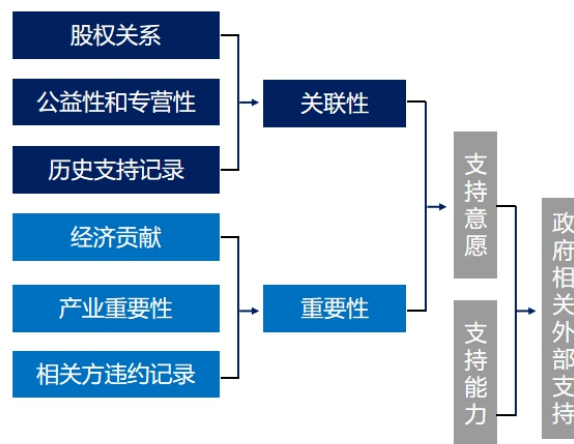 股权关系
公益性和专营性
历史支持记录
关联性
经济贡献
产业重要性
相关方违约记录
重要性
支持意愿
支持能力
政府相关外部支持